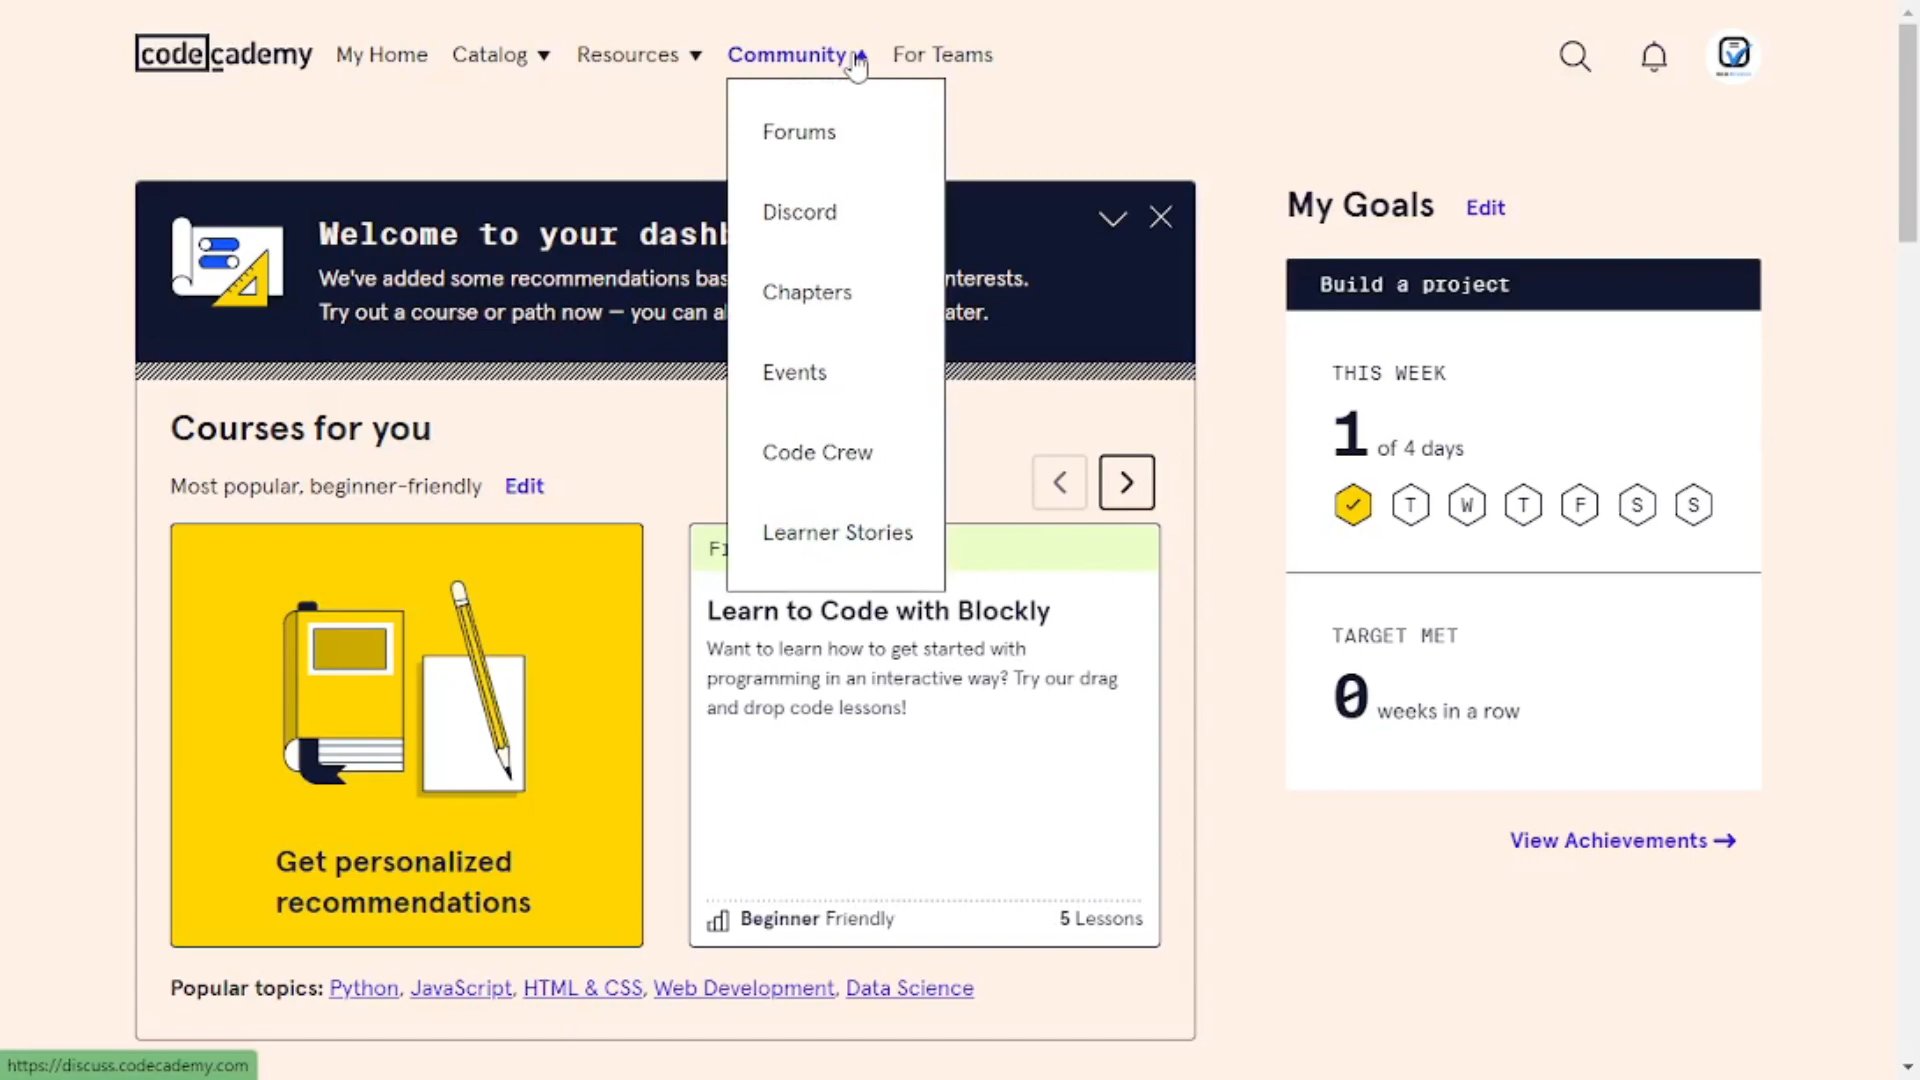 codecademy My Home Catalog Resources Community For Teams
Forums
Discord
Chapters
Events
Code Crew
Learner Stories
Welcome to your
We've added some recommendations
Try out a course or path now — you can
Courses for you
Most popular, beginner-friendly Edit
Get personalized
recommendations
Learn to Code with Blockly
Want to learn how to get started with
programming in an interactive way? Try our drag
and drop code lessons!
Beginner Friendly 5 Lessons
Popular topics: Python, JavaScript, HTML & CSS, Web Development, Data Science
My Goals Edit
Build a project
THIS WEEK
1 of 4 days
T W T F S S
TARGET MET
0 weeks in a row
View Achievements →
https://discuss.codecademy.com